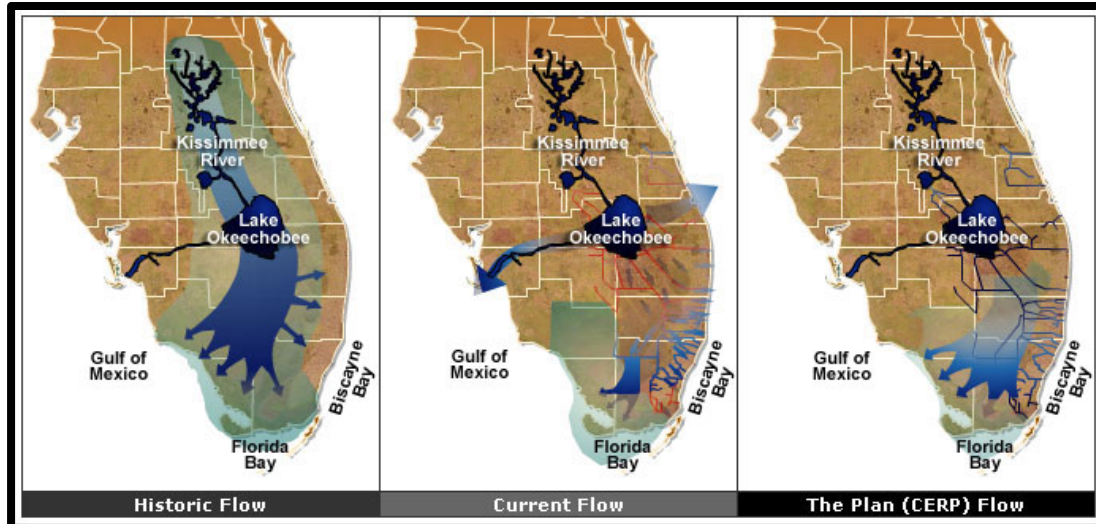 Kissimmee
River
Lake
Okeechobee
Gulf of
Mexico
Biscayne
Bay
Florida
Bay
Historic Flow
Kissimmee
River
Lake
Okeechobee
Gulf of
Mexico
Biscayne
Bay
Florida
Bay
Current Flow
Kissimmee
River
Lake
Okeechobee
Gulf of
Mexico
Biscayne
Bay
Florida
Bay
The Plan (CERP) Flow